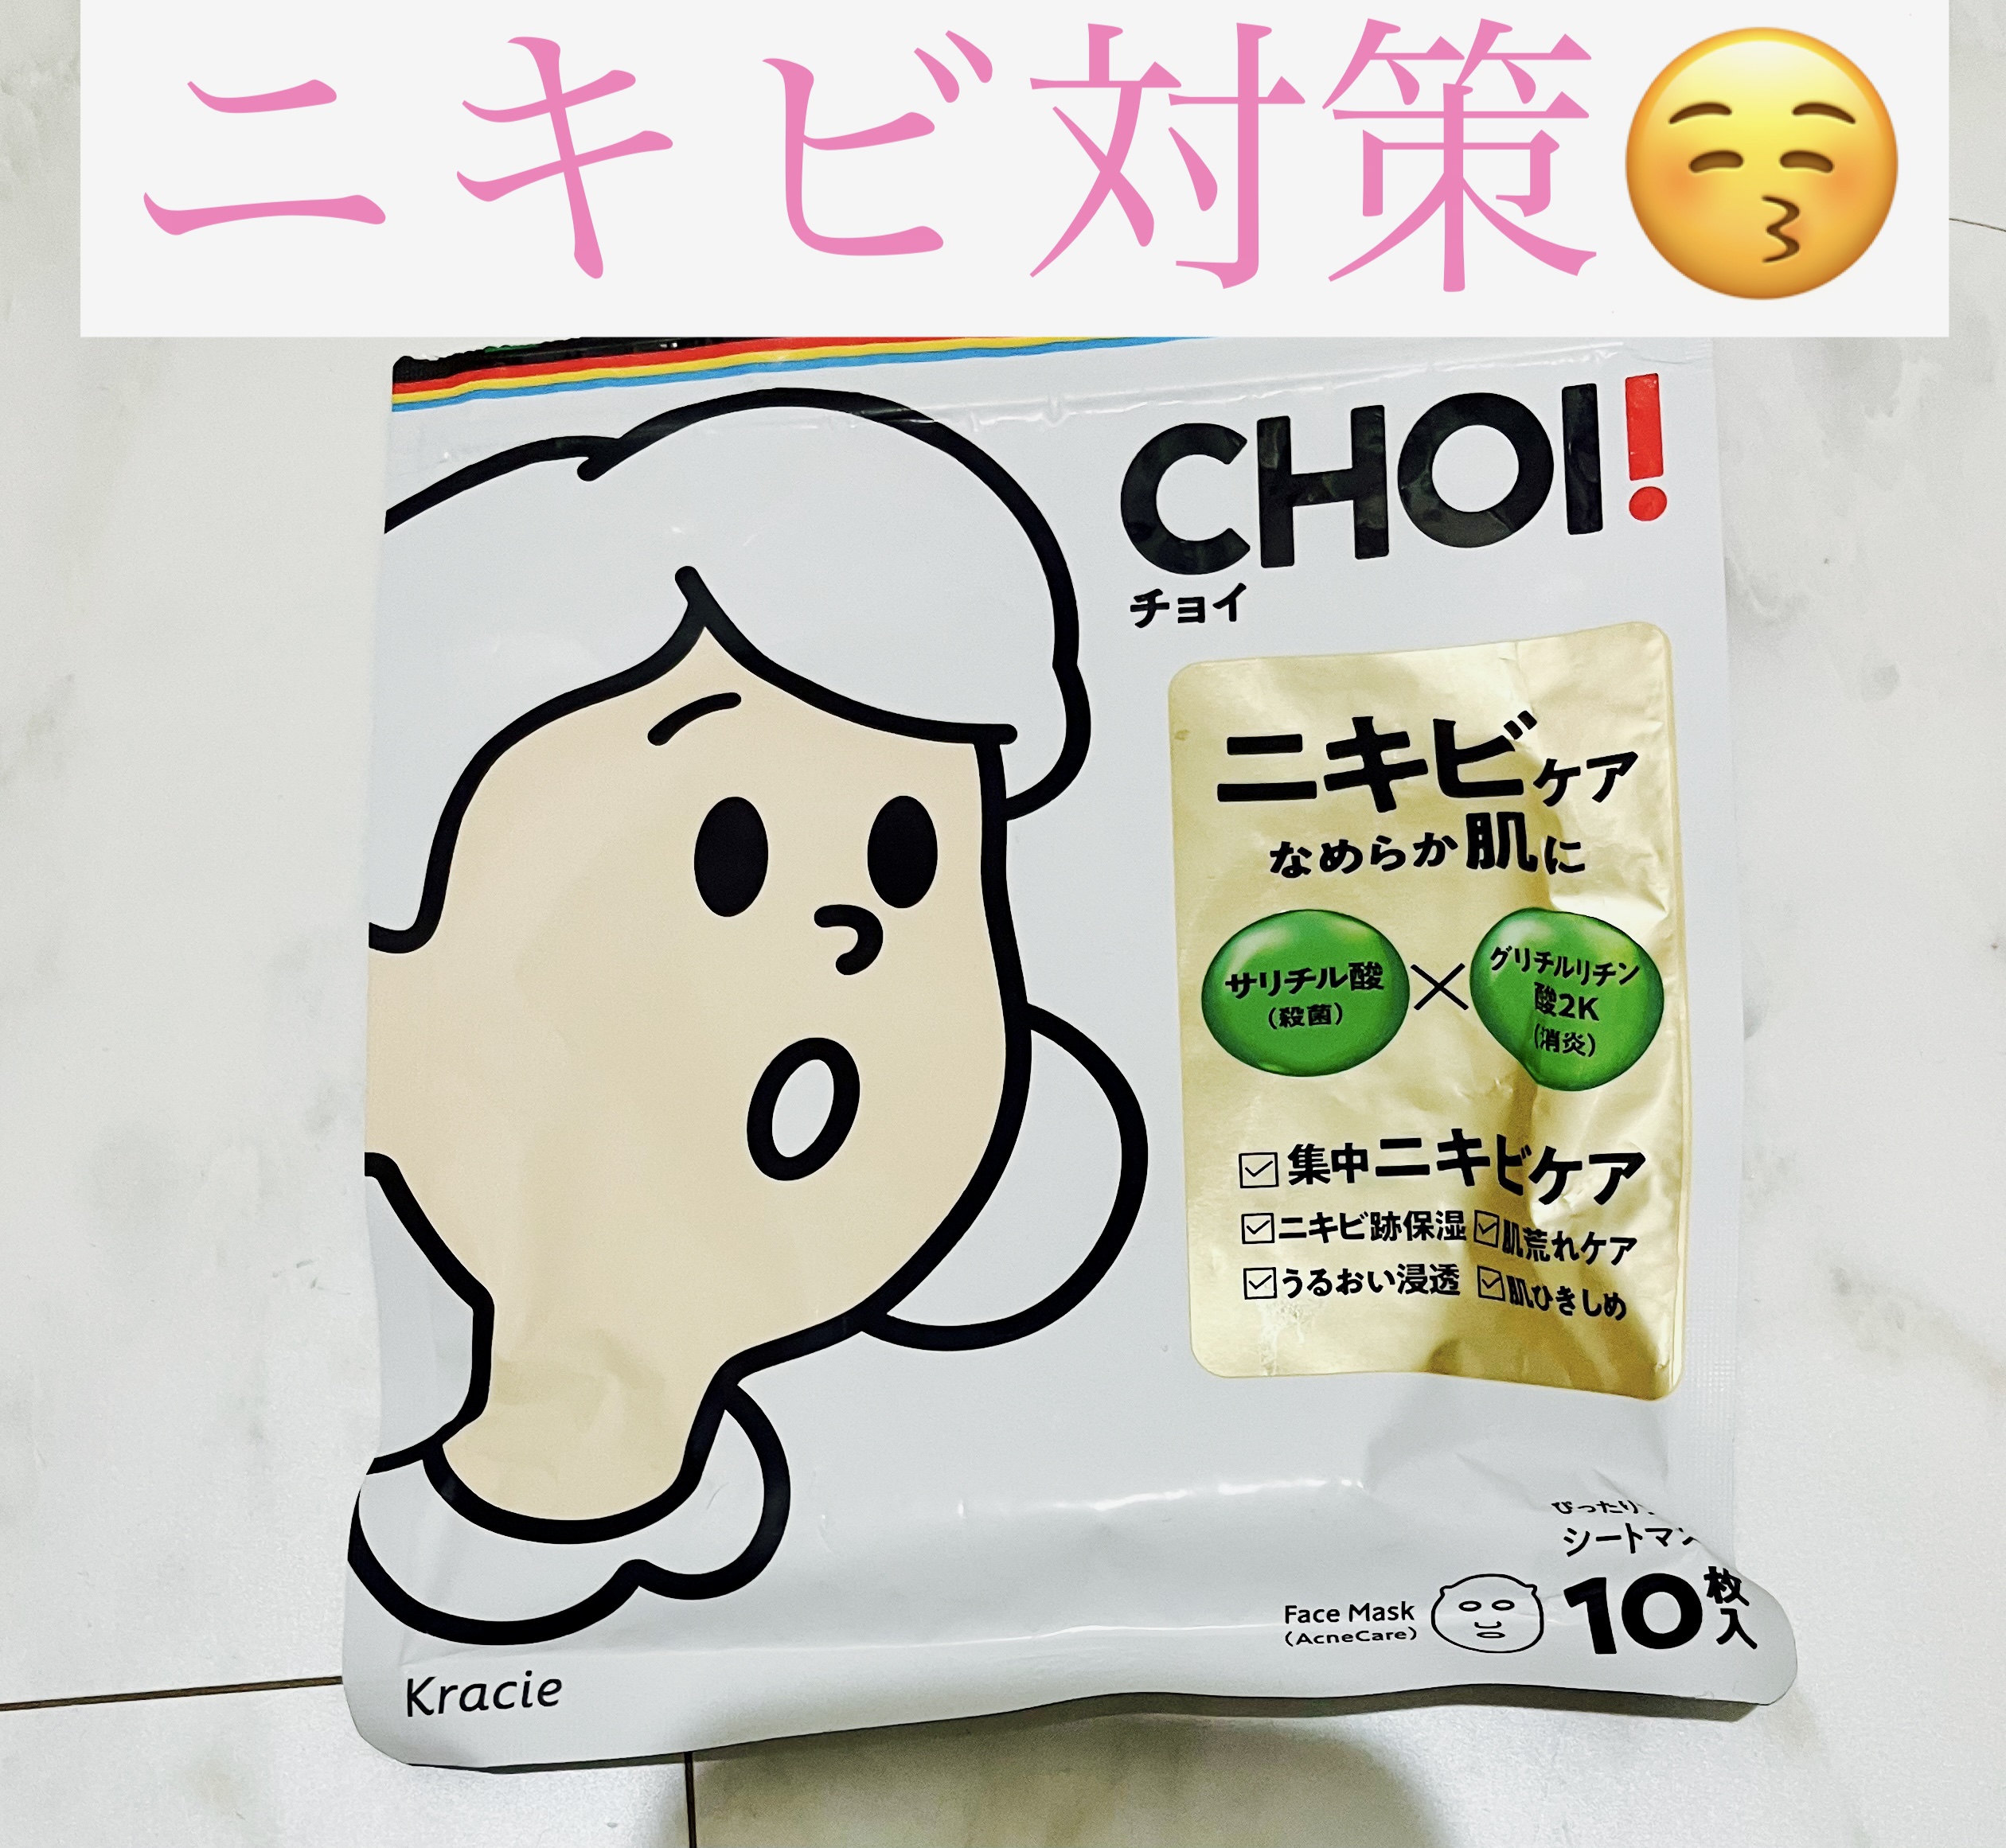 ニキビ対策😚
CHOI!
チョイ
ニキビケア
なめらか肌に
サリチル酸
(殺菌)
×
グリチルリチン
酸2K
(消炎)
☑集中ニキビケア
☑ニキビ跡保湿 ☑肌荒れケア
☑うるおい浸透 ☑肌ひきしめ
ぴったり
シートマ
Face Mask
(AcneCare)
10枚入
Kracie